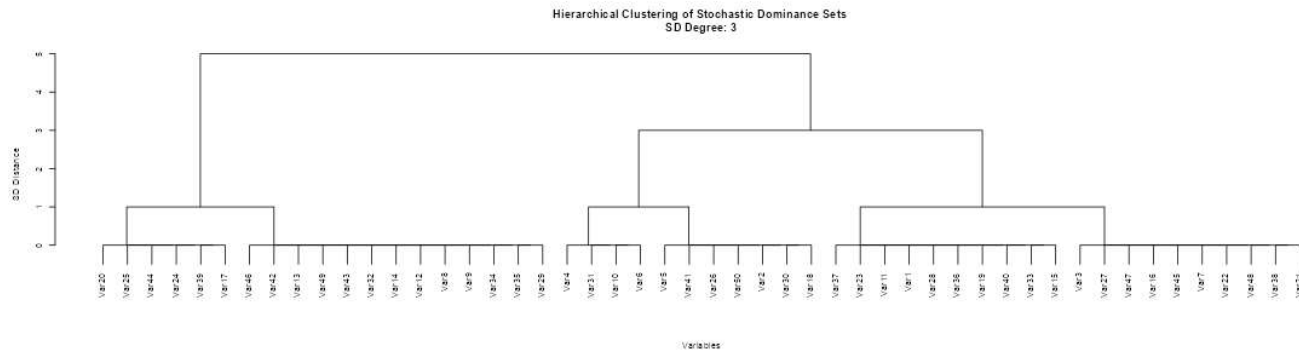 Hierarchical Clustering of Stochastic Dominance Sets
SD Degree: 3
SD Distance
5
4
3
2
1
0
Var20
Var25
Var44
Var24
Var39
Var17
Var46
Var42
Var13
Var49
Var43
Var32
Var14
Var12
Var8
Var9
Var34
Var35
Var29
Var4
Var31
Var10
Var6
Var5
Var41
Var26
Var50
Var2
Var30
Var18
Var37
Var23
Var11
Var1
Var28
Var36
Var19
Var40
Var33
Var15
Var3
Var27
Var47
Var16
Var45
Var7
Var22
Var48
Var38
Variables